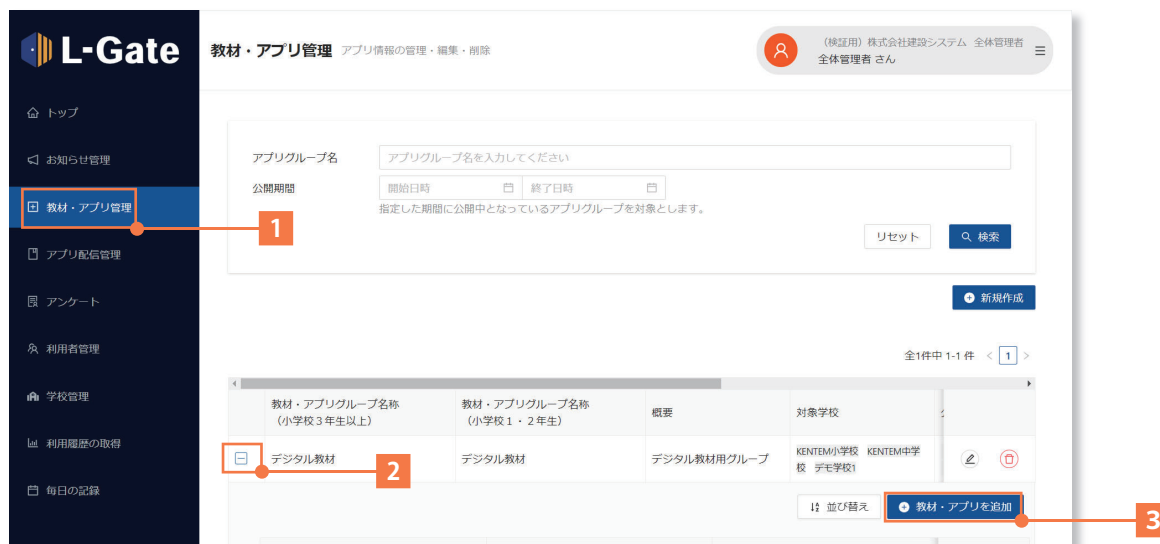 L-Gate
教材・アプリ管理 アプリ情報の管理・編集・削除
（検証用）株式会社建設システム 全体管理者
全体管理者 さん
トップ
お知らせ管理
教材・アプリ管理
1
アプリ配信管理
アンケート
利用者管理
学校管理
利用履歴の取得
毎日の記録
アプリグループ名 アプリグループ名を入力してください
公開期間 開始日時 終了日時
指定した期間に公開中となっているアプリグループを対象とします。
リセット 検索
新規作成
全1件中 1-1 件 < 1 >
教材・アプリグループ名称
（小学校３年生以上）
教材・アプリグループ名称
（小学校１・２年生）
概要
対象学校
デジタル教材
デジタル教材
デジタル教材用グループ
KENTEM小学校 KENTEM中学
校 デモ学校1
2
並び替え 教材・アプリを追加
3